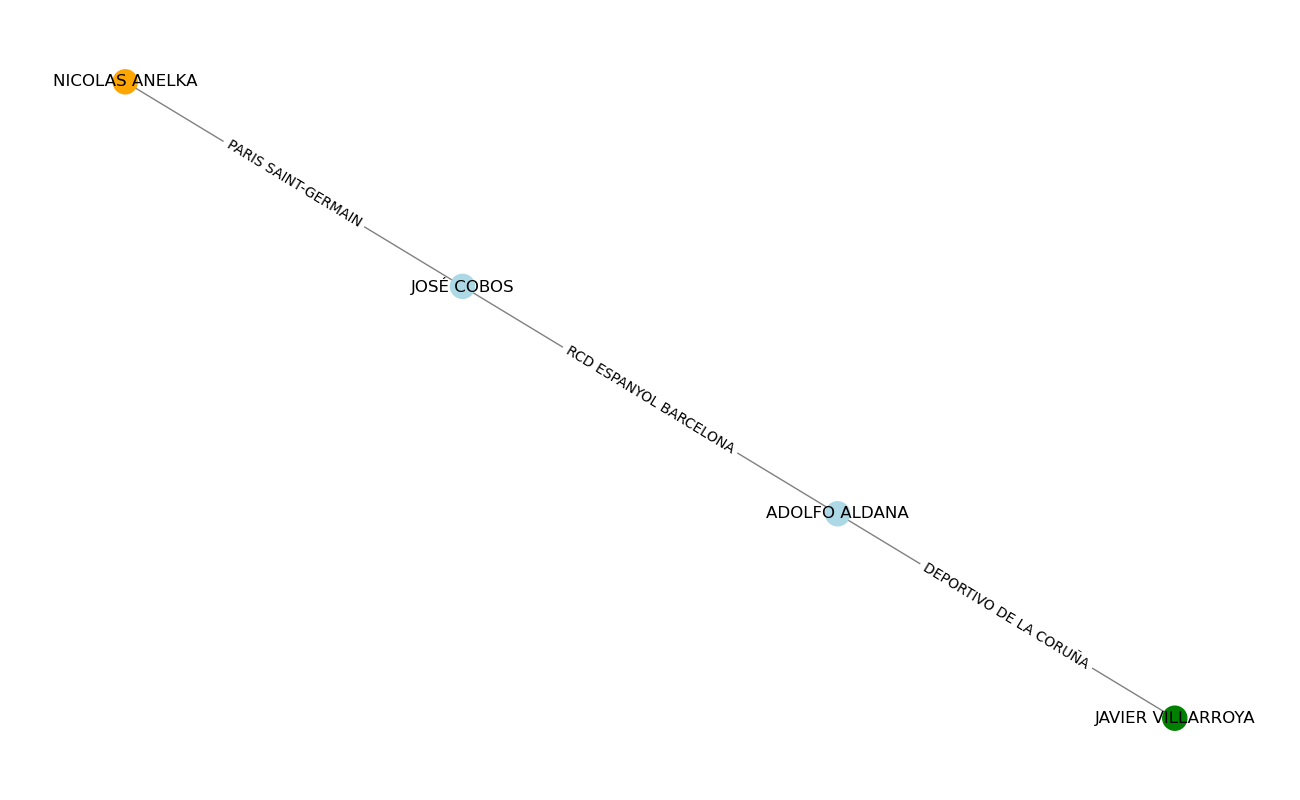 NICOLAS ANELKA
PARIS SAINT-GERMAIN
JOSÉ COBOS
RCD ESPANYOL BARCELONA
ADOLFO ALDANA
DEPORTIVO DE LA CORUÑA
JAVIER VILLARROYA